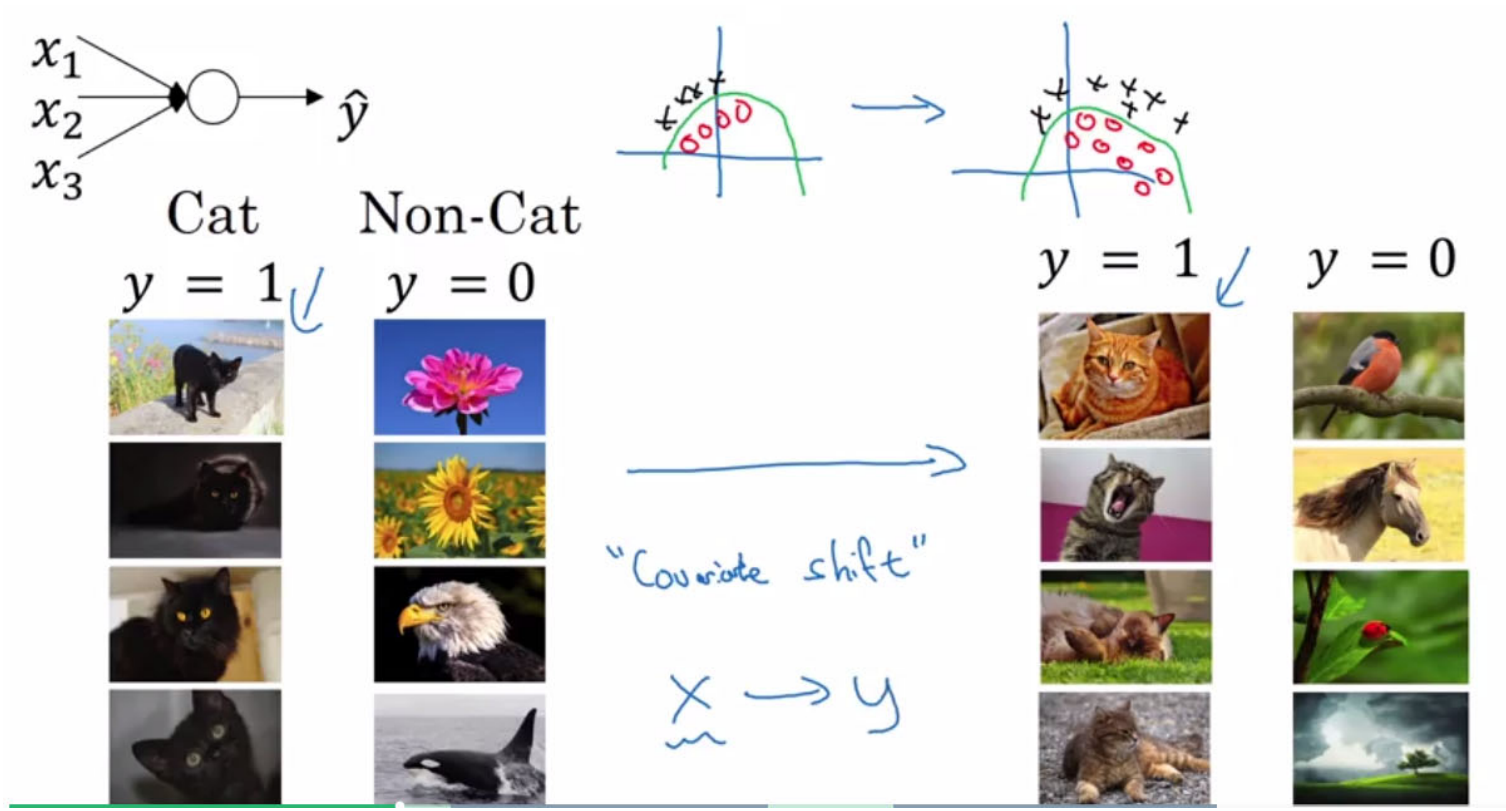 x₁
x₂
x₃
ŷ
Cat Non-Cat
y = 1 y = 0
y = 1 y = 0
"Covariate shift"
x → y